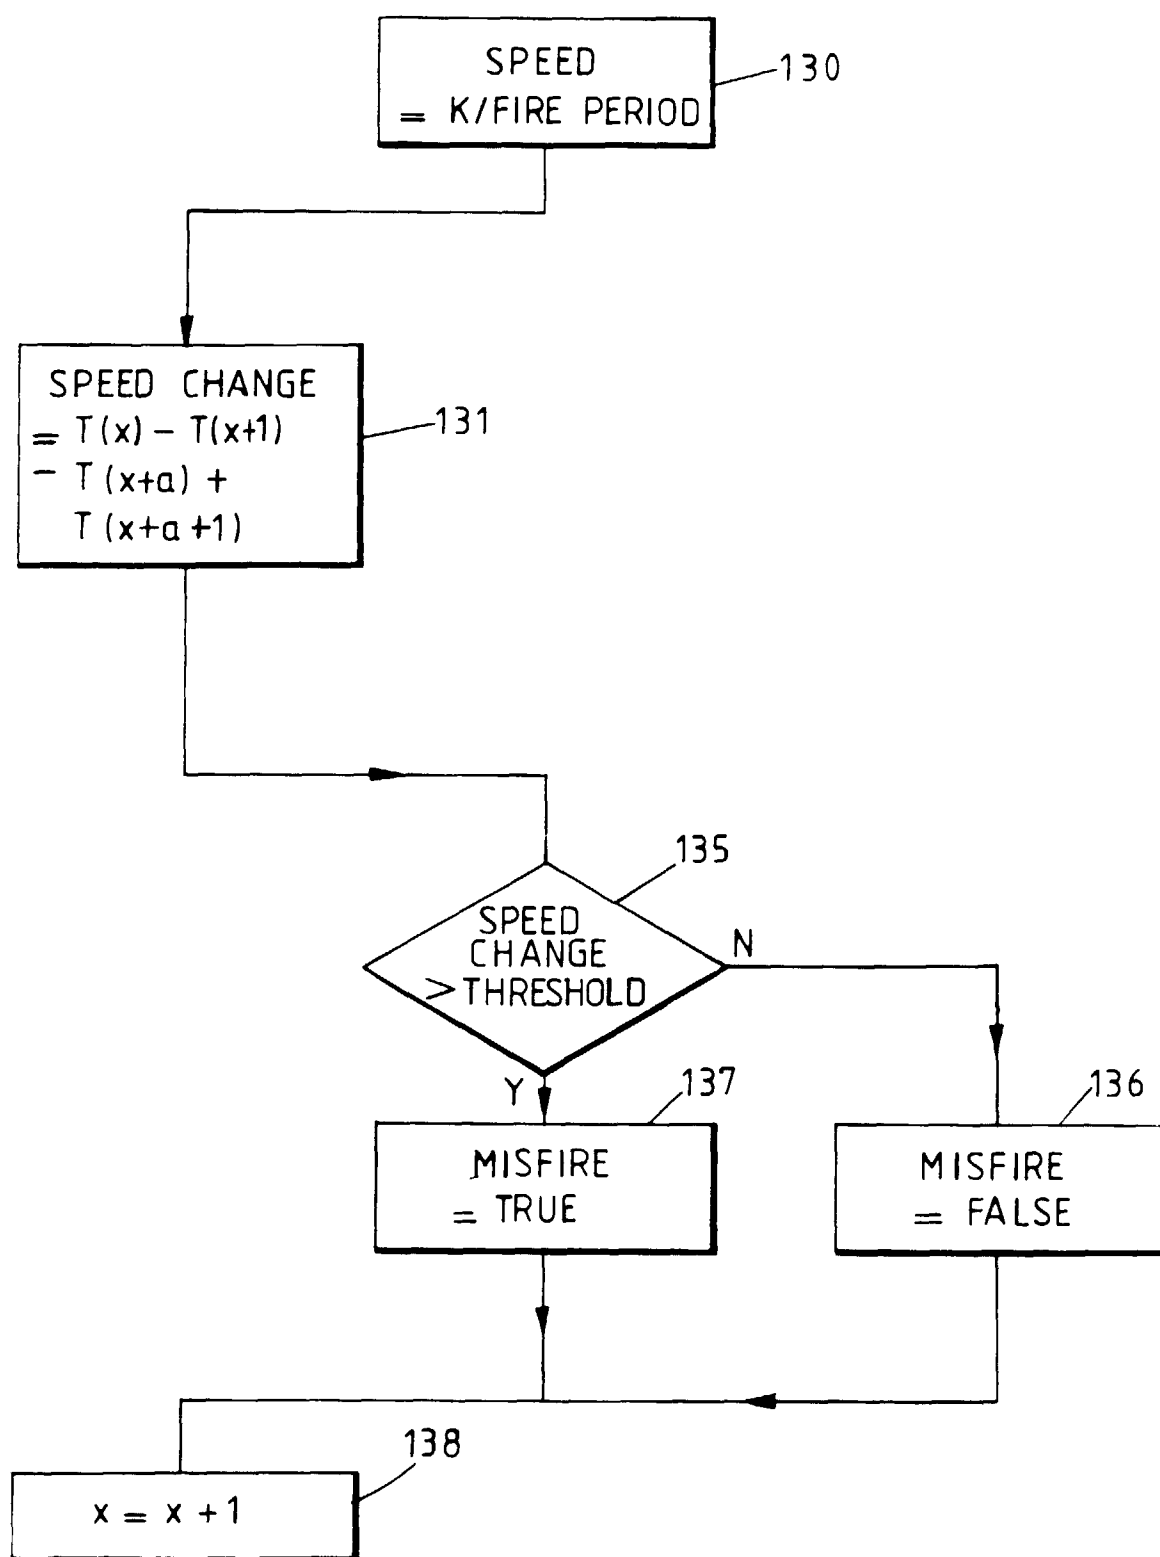 SPEED
= K/FIRE PERIOD
130
SPEED CHANGE
= T(x) - T(x+1)
- T(x+a) +
T(x+a+1)
131
135
SPEED
CHANGE
> THRESHOLD
N
Y
137
136
MISFIRE
= TRUE
MISFIRE
= FALSE
138
x = x + 1